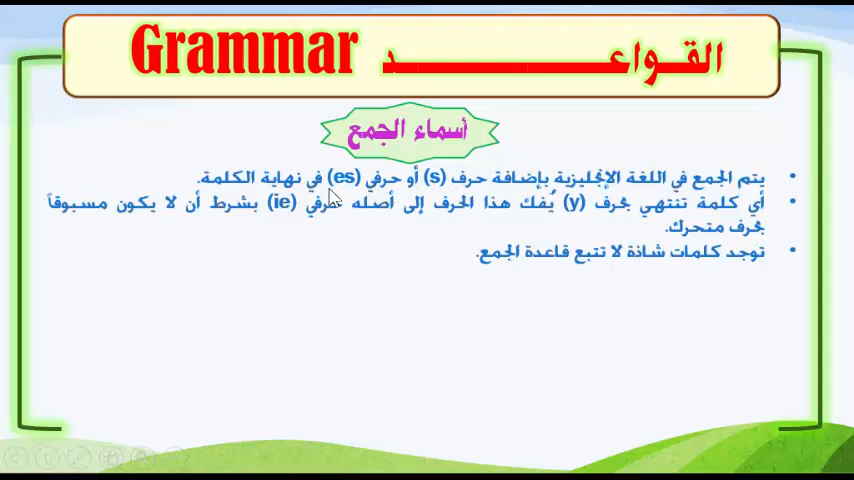 Grammar القواعــــــــــــد
أسماء الجمع
• يتم الجمع في اللغة الإنجليزية بإضافة حرف (s) أو حرفي (es) في نهاية الكلمة.
• أي كلمة تنتهي بحرف (y) يُفك هذا الحرف إلى أصله حرفي (ie) بشرط أن لا يكون مسبوقاً
بحرف متحرك.
• توجد كلمات شاذة لا تتبع قاعدة الجمع.